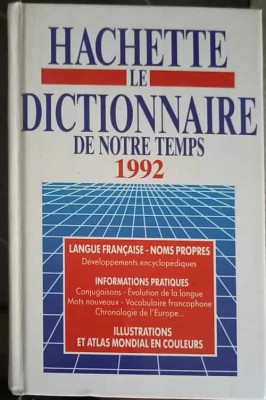 HACHETTE
LE
DICTIONNAIRE
DE NOTRE TEMPS
1992
LANGUE FRANÇAISE - NOMS PROPRES
Développements encyclopédiques
INFORMATIONS PRATIQUES
Conjugaisons - Évolution de la langue
Mots nouveaux - Vocabulaire francophone
Chronologie de l'Europe...
ILLUSTRATIONS
ET ATLAS MONDIAL EN COULEURS